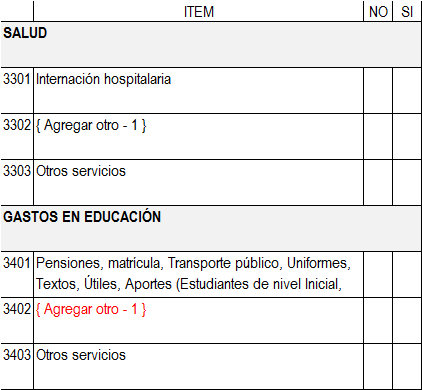 ITEM NO SI
SALUD
3301 Internación hospitalaria
3302 { Agregar otro - 1 }
3303 Otros servicios
GASTOS EN EDUCACIÓN
3401 Pensiones, matricula, Transporte público, Uniformes,
Textos, Útiles, Aportes (Estudiantes de nivel Inicial,
3402 { Agregar otro - 1 }
3403 Otros servicios